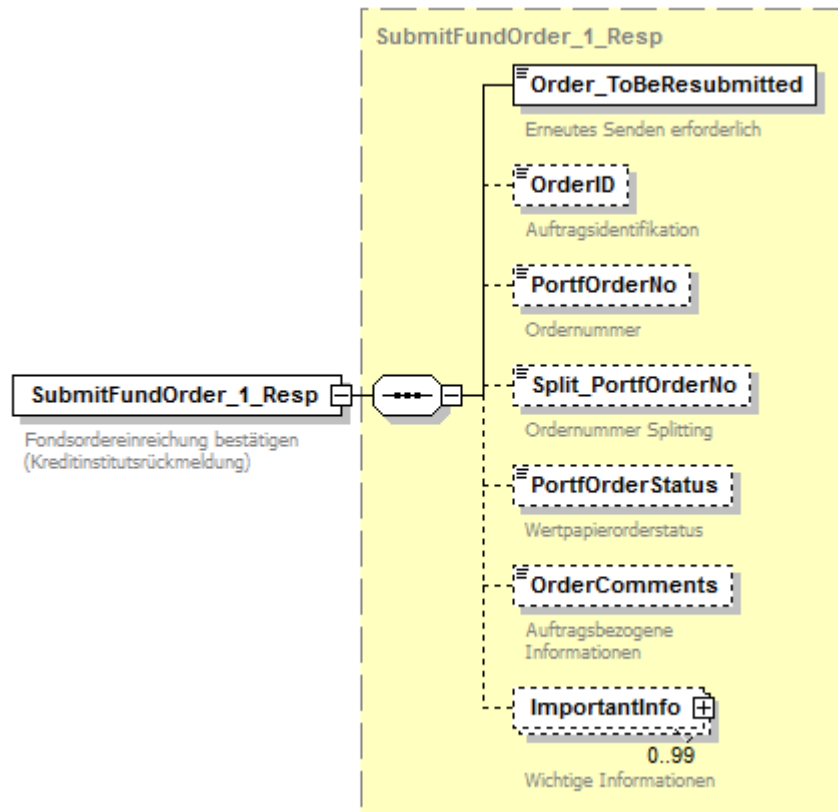 SubmitFundOrder_1_Resp
Order_ToBeResubmitted
Erneutes Senden erforderlich
OrderID
Auftragsidentifikation
PortfOrderNo
Ordernummer
SubmitFundOrder_1_Resp
Fondsordereinreichung bestätigen
(Kreditinstitutsrückmeldung)
Split_PortfOrderNo
Ordernummer Splitting
PortfOrderStatus
Wertpapierorderstatus
OrderComments
Auftragsbezogene
Informationen
ImportantInfo
0..99
Wichtige Informationen